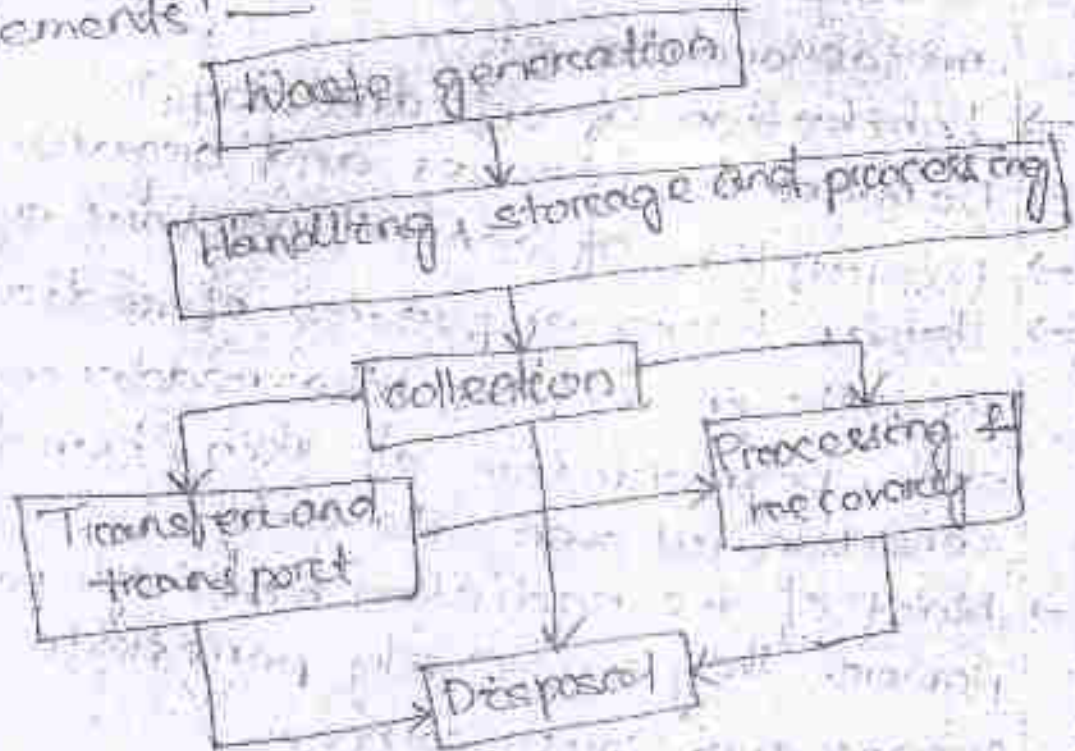 ements:
Waste generation
Handling, storage and processing
collection
Processing &
recovery
Transfer and
transport
Disposal